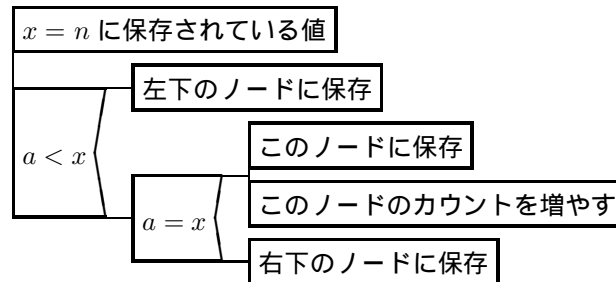 x = n に保存されている値
左下のノードに保存
a < x
このノードに保存
このノードのカウントを増やす
a = x
右下のノードに保存